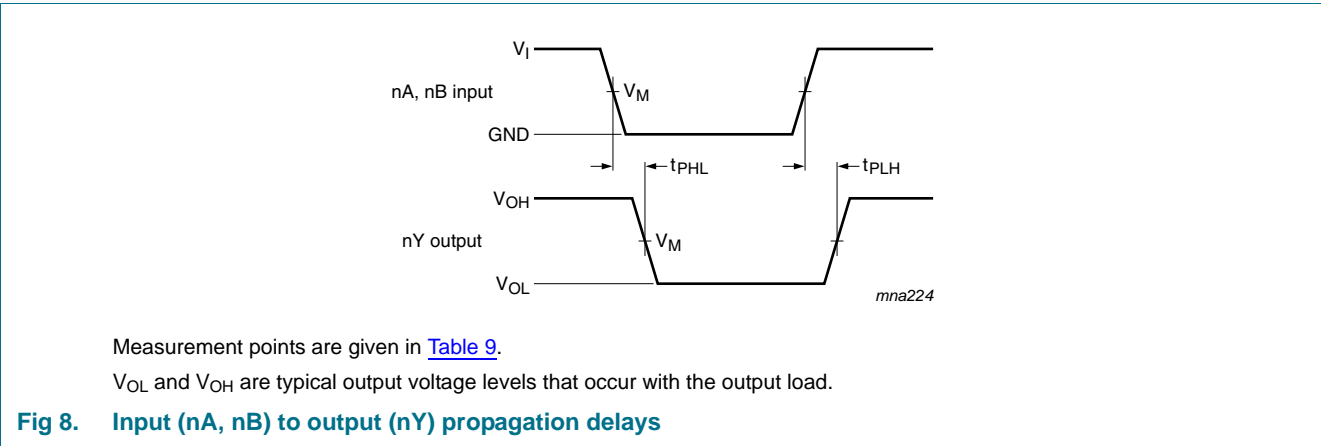 VI
nA, nB input
VM
GND
tPHL
tPLH
VOH
nY output
VM
VOL
mna224
Measurement points are given in Table 9.
VOL and VOH are typical output voltage levels that occur with the output load.
Fig 8. Input (nA, nB) to output (nY) propagation delays